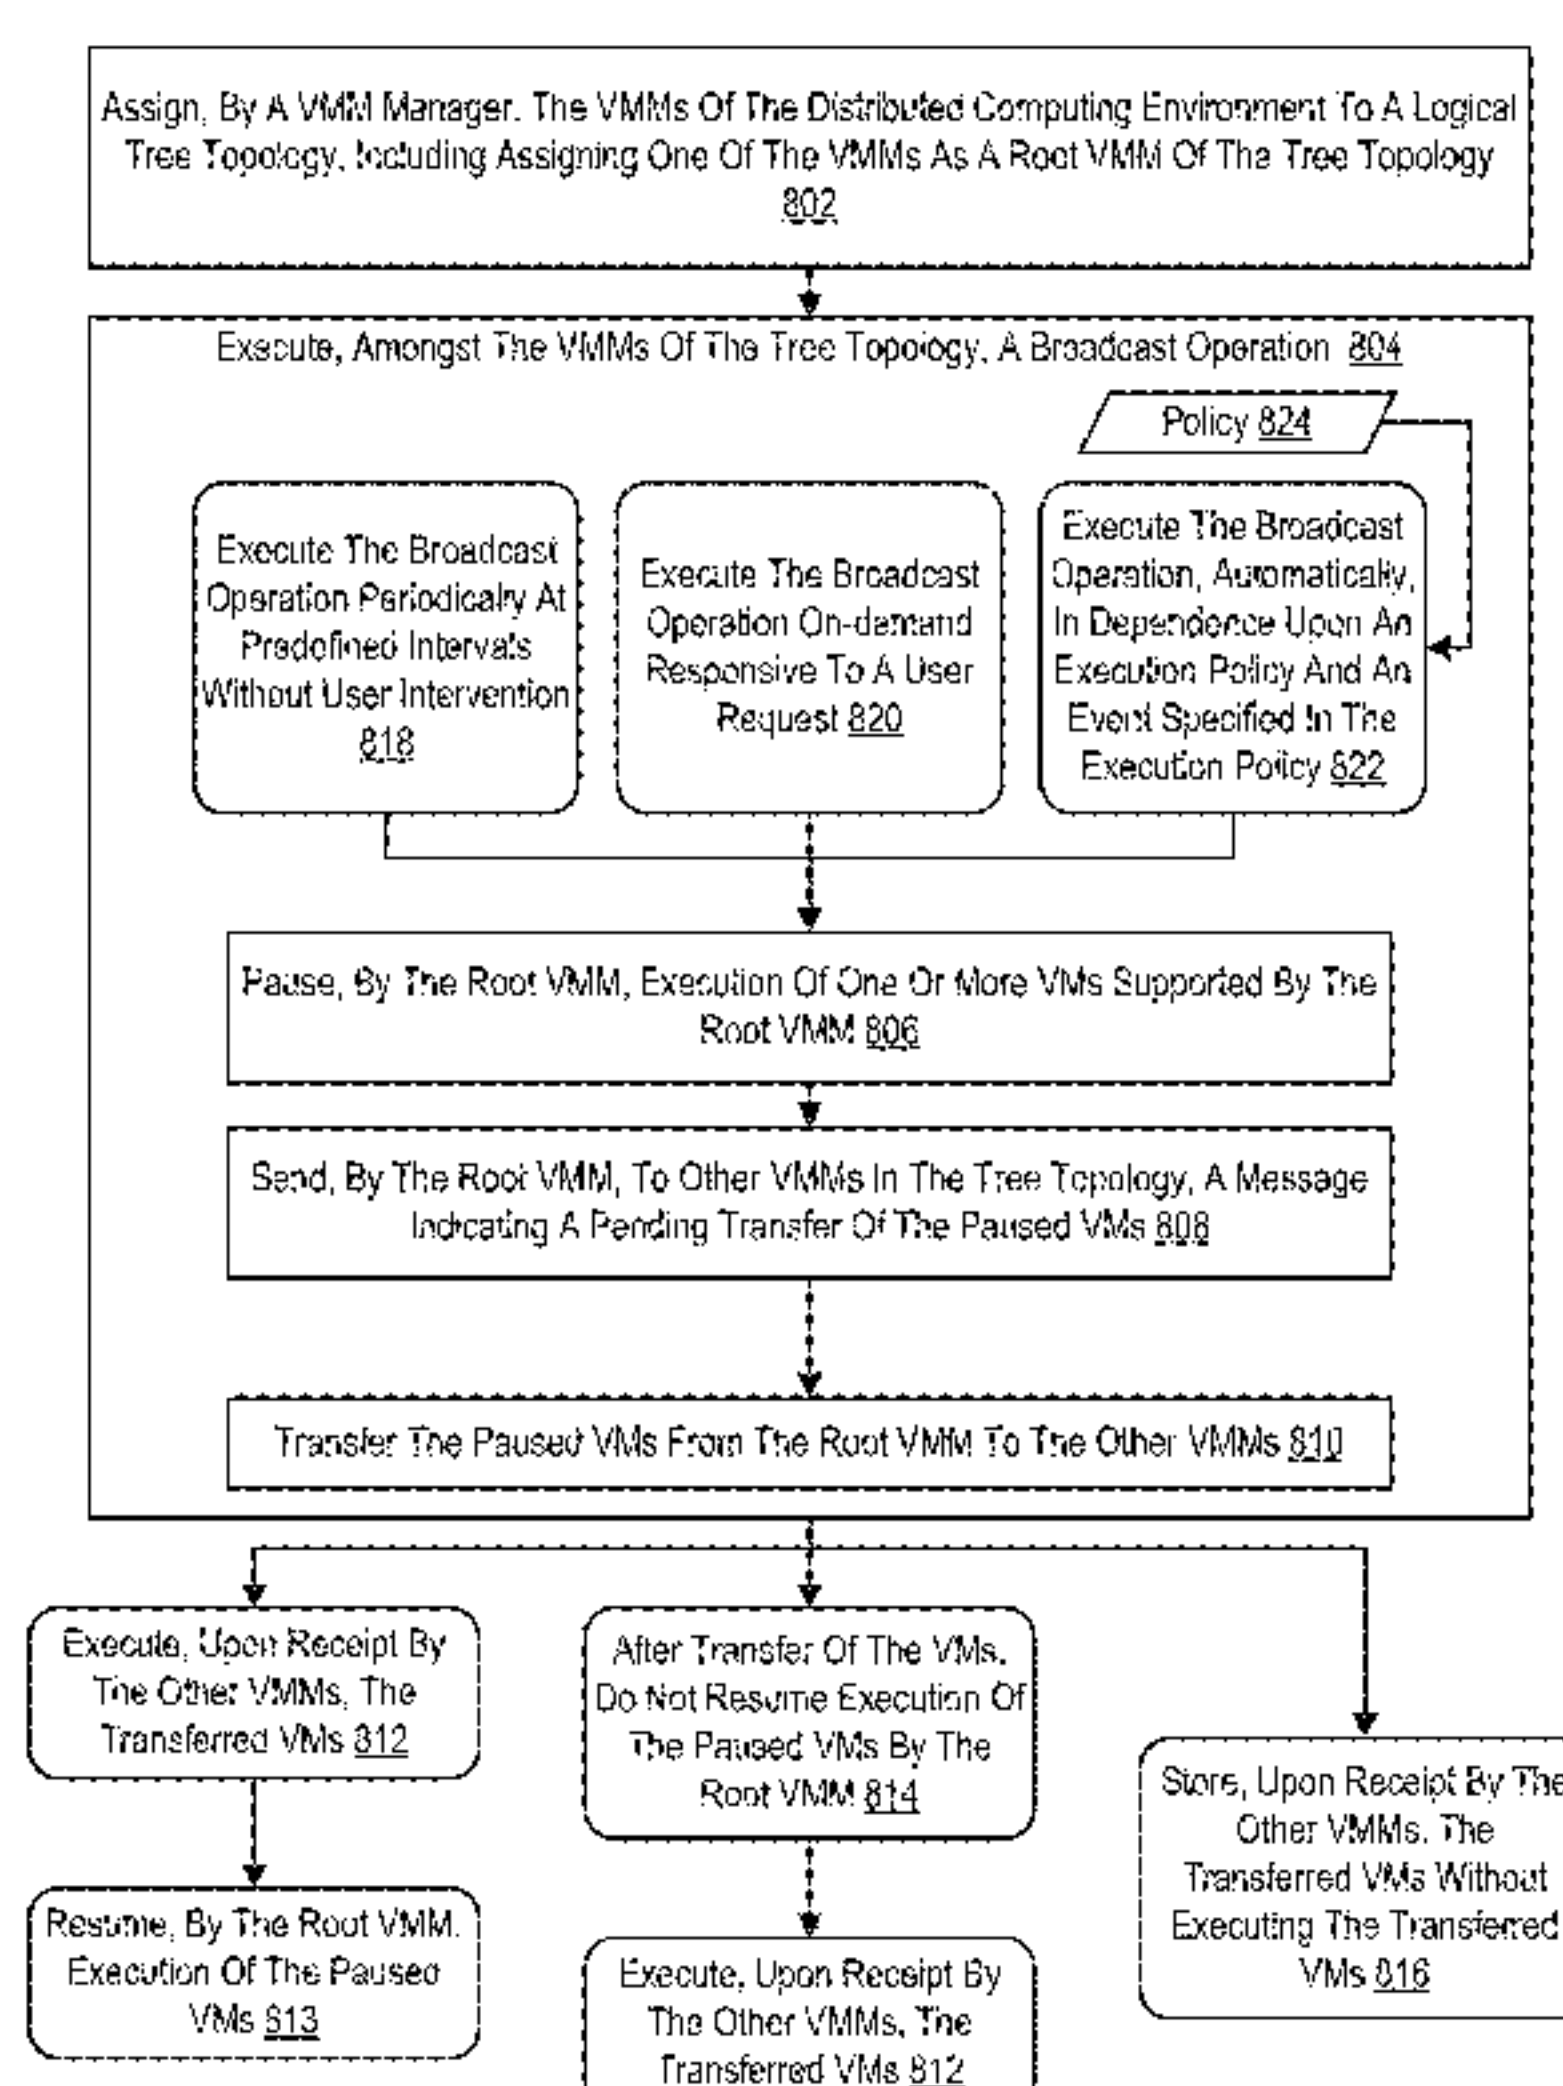 Assign, By A VMM Manager, The VMMs Of The Distributed Computing Environment To A Logical
Tree Topology, Including Assigning One Of The VMMs As A Root VMM Of The Tree Topology
802
Execute, Amongst The VMMs Of The Tree Topology, A Broadcast Operation 804
Policy 824
Execute The Broadcast
Operation Periodically At
Predefined Intervals
Without User Intervention
818
Execute The Broadcast
Operation On-demand
Responsive To A User
Request 820
Execute The Broadcast
Operation, Automatically,
In Dependence Upon An
Execution Policy And An
Event Specified In The
Execution Policy 822
Pause, By The Root VMM, Execution Of One Or More VMs Supported By The
Root VMM 806
Send, By The Root VMM, To Other VMMs In The Tree Topology, A Message
Indicating A Pending Transfer Of The Paused VMs 808
Transfer The Paused VMs From The Root VMM To The Other VMMs 810
Execute, Upon Receipt By
The Other VMMs, The
Transferred VMs 812
Resume, By The Root VMM,
Execution Of The Paused
VMs 813
After Transfer Of The VMs,
Do Not Resume Execution Of
The Paused VMs By The
Root VMM 814
Execute, Upon Receipt By
The Other VMMs, The
Transferred VMs 812
Store, Upon Receipt By The
Other VMMs, The
Transferred VMs Without
Executing The Transferred
VMs 816